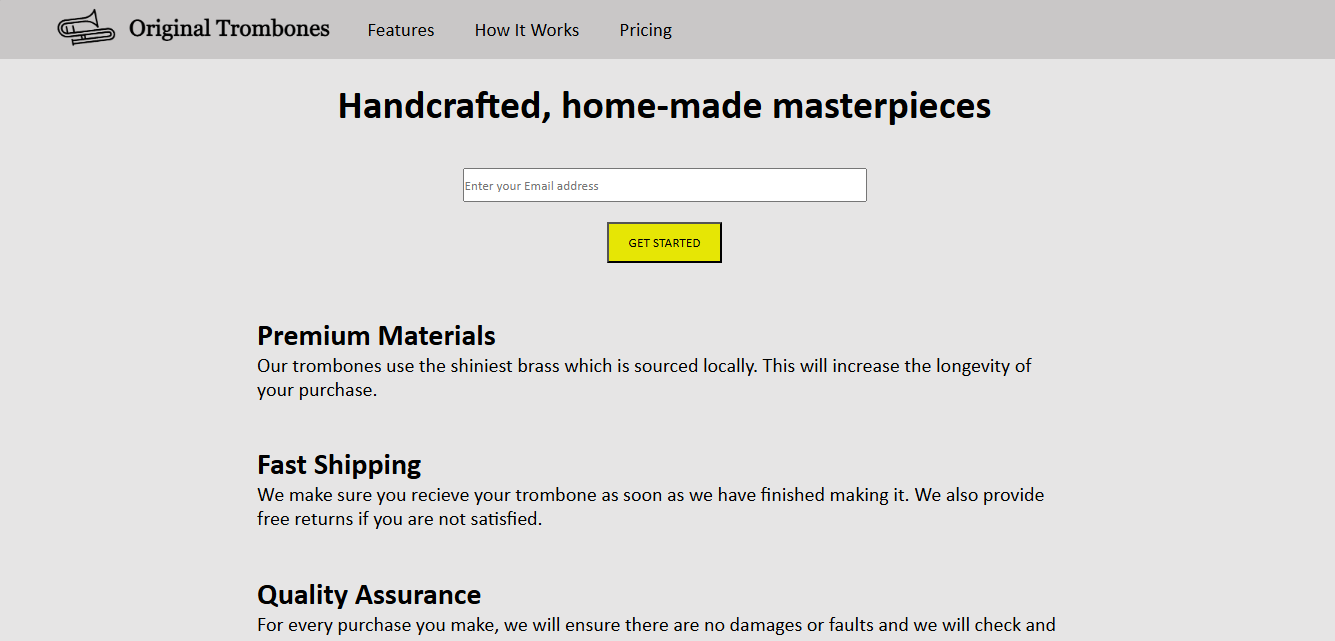 Original Trombones Features How It Works Pricing
Handcrafted, home-made masterpieces
Enter your Email address
GET STARTED
Premium Materials
Our trombones use the shiniest brass which is sourced locally. This will increase the longevity of
your purchase.
Fast Shipping
We make sure you recieve your trombone as soon as we have finished making it. We also provide
free returns if you are not satisfied.
Quality Assurance
For every purchase you make, we will ensure there are no damages or faults and we will check and